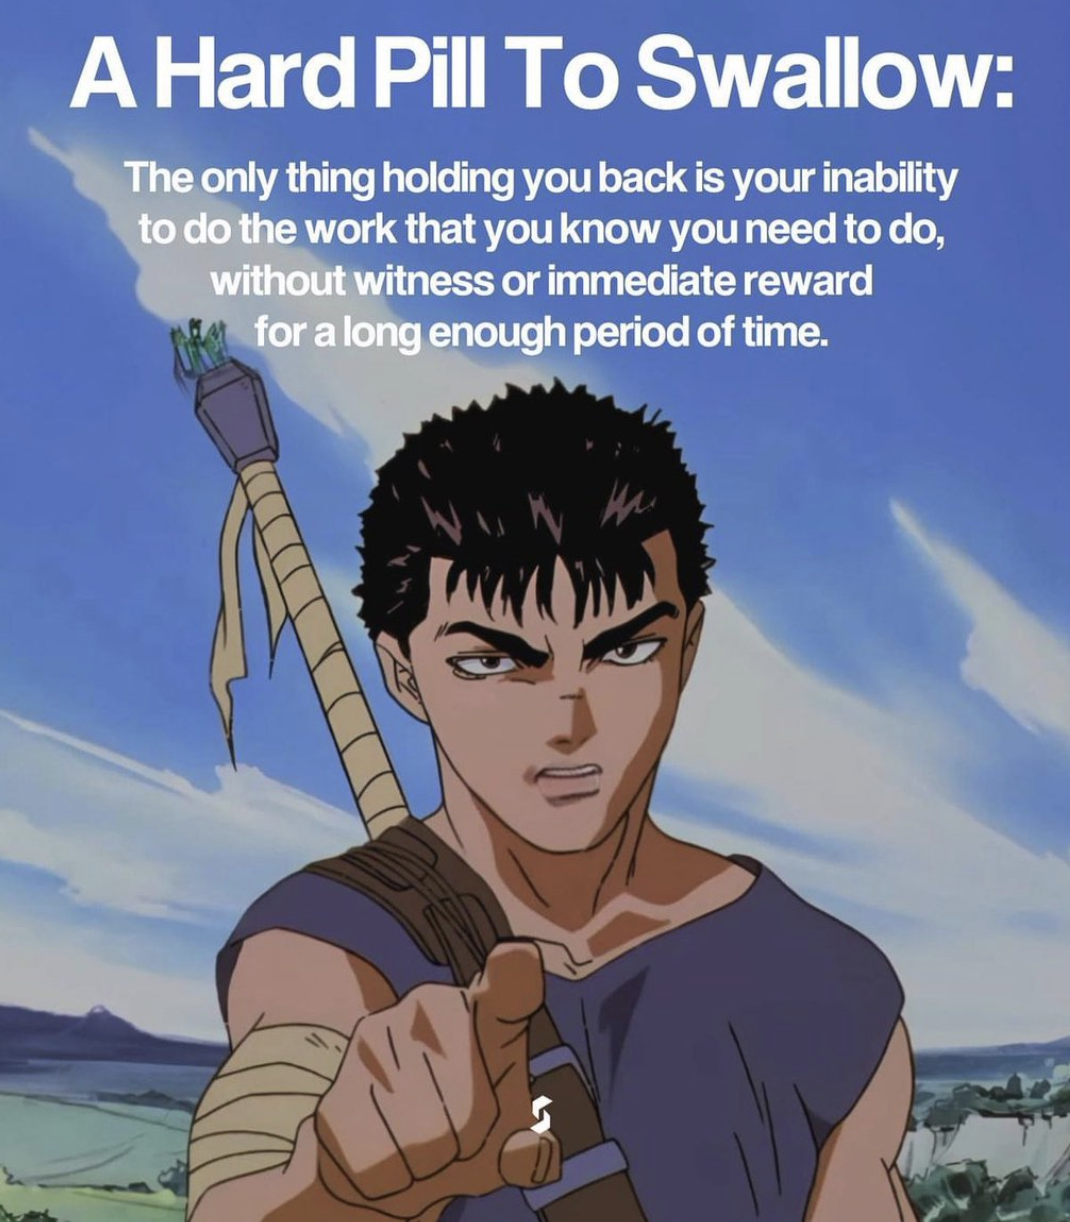 A Hard Pill To Swallow:
The only thing holding you back is your inability
to do the work that you know you need to do,
without witness or immediate reward
for a long enough period of time.